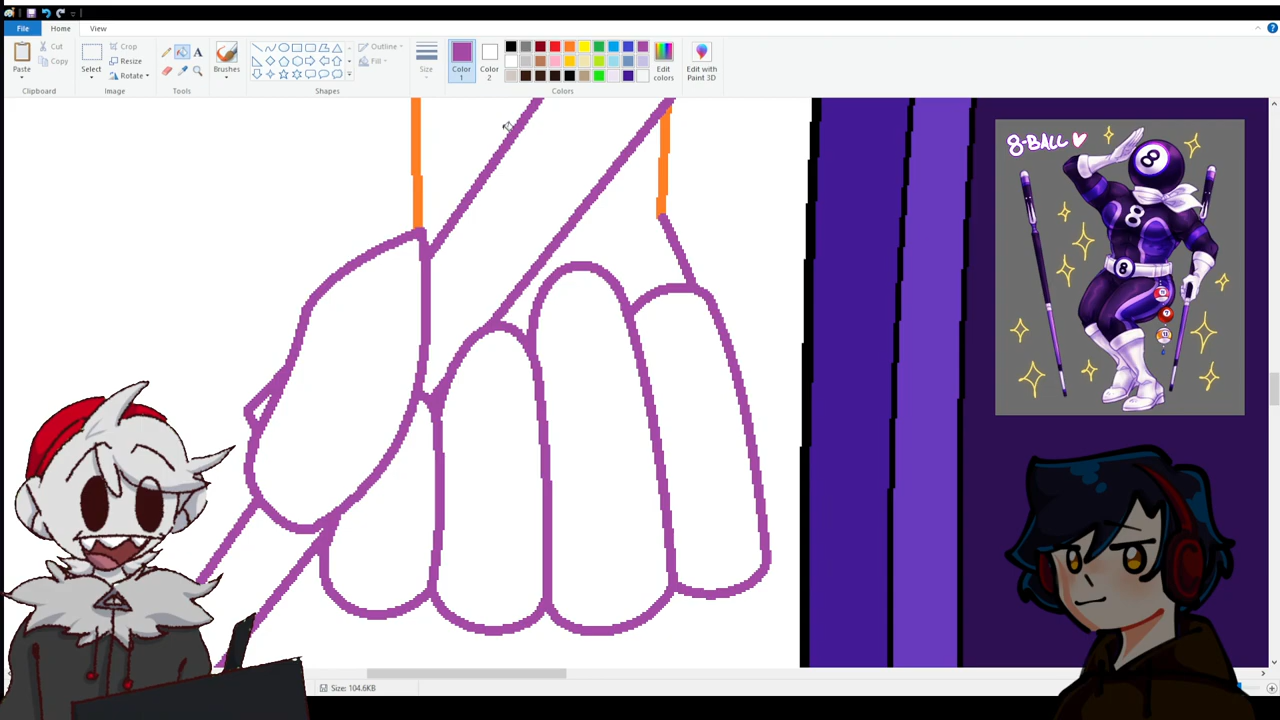 File
Home
View
Paste
Cut
Copy
Clipboard
Select
Crop
Resize
Rotate
Image
A
Tools
Brushes
Outline
Fill
Shapes
Size
Color
1
Color
2
Edit
colors
Colors
Edit with
Paint 3D
8-BALL
8
8
8
Size: 104.6KB